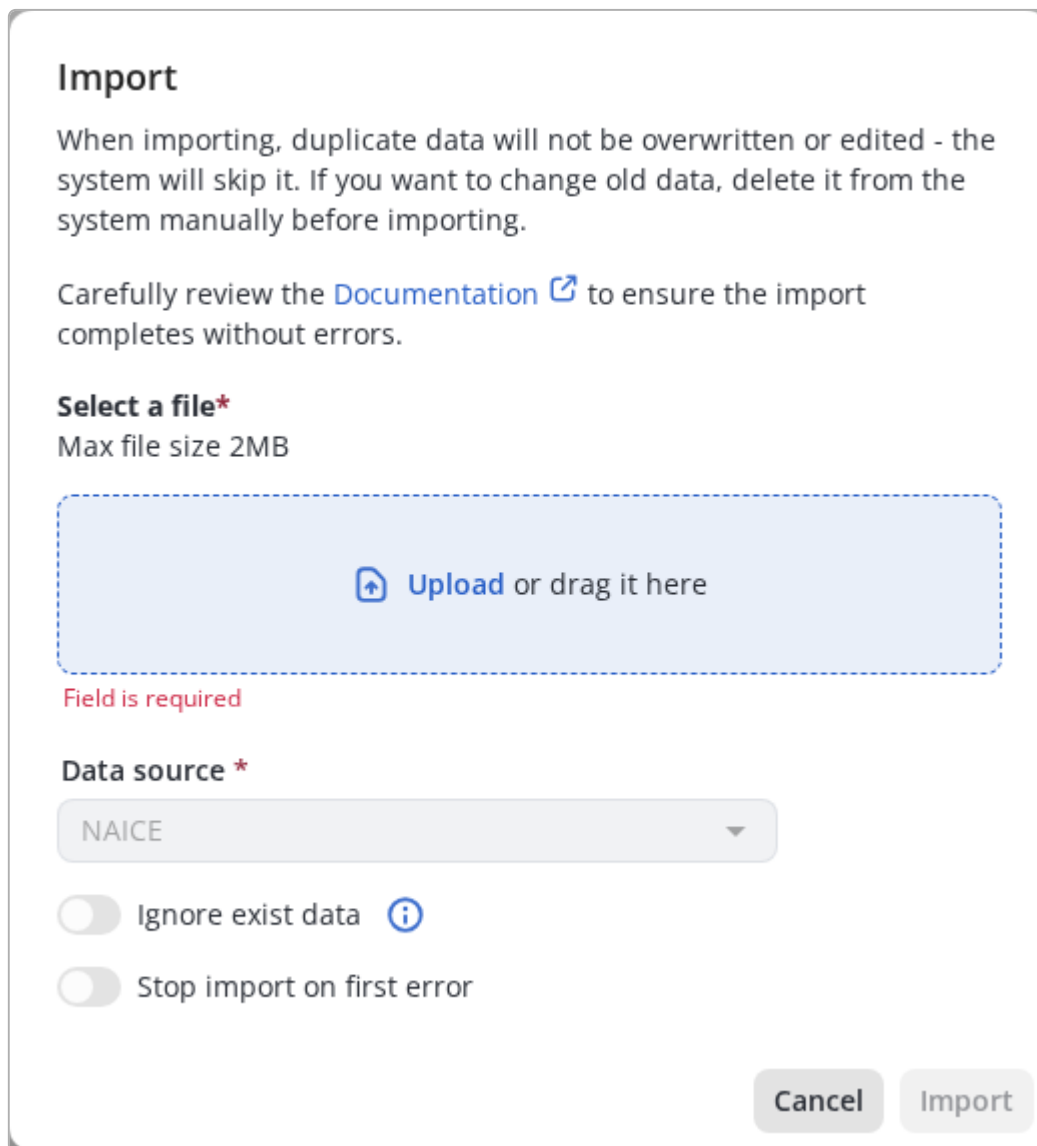 Import
When importing, duplicate data will not be overwritten or edited - the
system will skip it. If you want to change old data, delete it from the
system manually before importing.
Carefully review the Documentation to ensure the import
completes without errors.
Select a file*
Max file size 2MB
Upload or drag it here
Field is required
Data source *
NAICE
Ignore exist data
Stop import on first error
Cancel Import